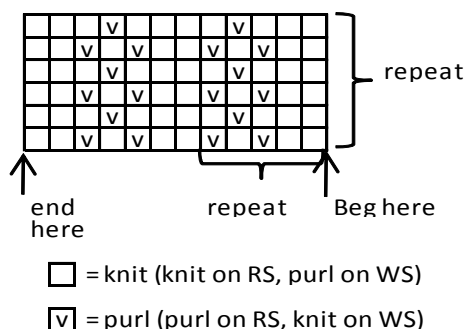 v v
v v v v
v v
repeat
v v v v
v v
v v v v
end here
repeat
Beg here
= knit (knit on RS, purl on WS)
v = purl (purl on RS, knit on WS)